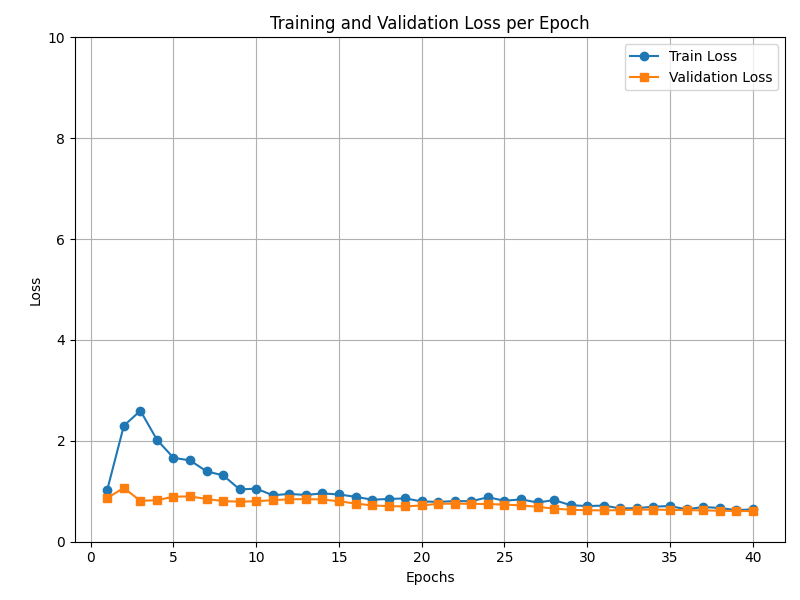 Training and Validation Loss per Epoch
10
8
6
4
2
0
Loss
Train Loss
Validation Loss
0 5 10 15 20 25 30 35 40
Epochs